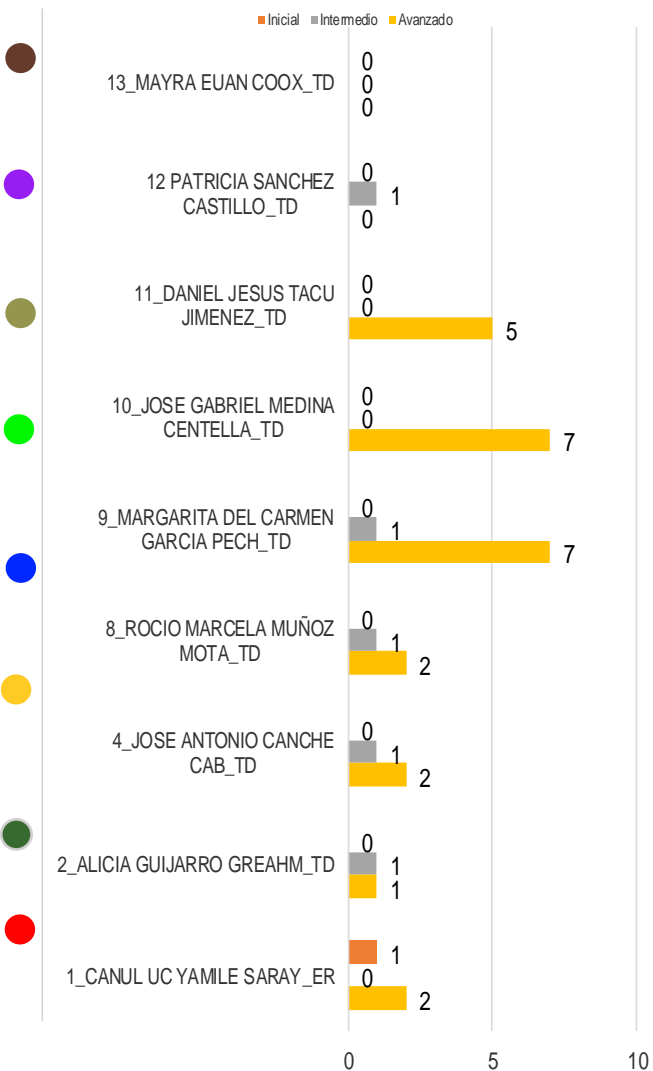 Inicial Intermedio Avanzado
13_MAYRA EUAN COOX_TD
0
0
0
12 PATRICIA SANCHEZ
CASTILLO_TD
0
1
0
11_DANIEL JESUS TACU
JIMENEZ_TD
0
0
5
10_JOSE GABRIEL MEDINA
CENTELLA_TD
0
0
7
9_MARGARITA DEL CARMEN
GARCIA PECH_TD
0
1
7
8_ROCIO MARCELA MUÑOZ
MOTA_TD
0
1
2
4_JOSE ANTONIO CANCHE
CAB_TD
0
1
2
2_ALICIA GUIJARRO GREAHM_TD
0
1
1
1_CANUL UC YAMILE SARAY_ER
1
0
2
0 5 10